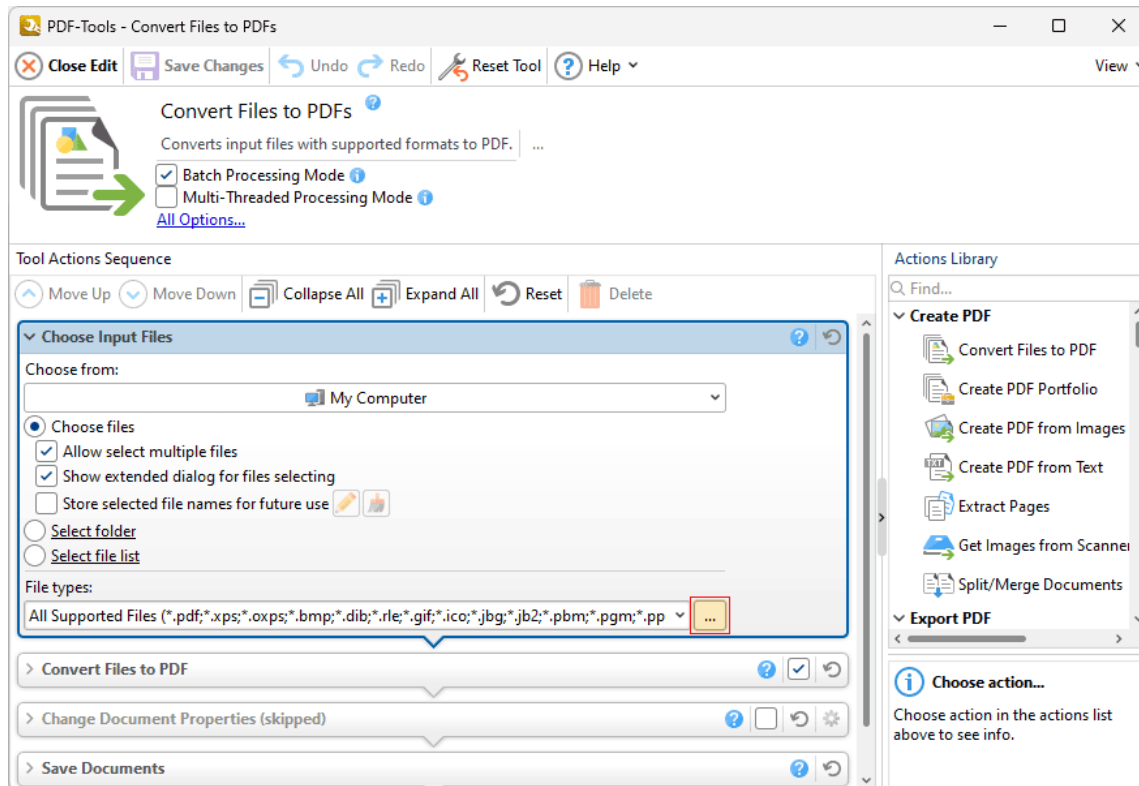 PDF-Tools - Convert Files to PDFs
Close Edit Save Changes Undo Redo Reset Tool ? Help View
Convert Files to PDFs ?
Converts input files with supported formats to PDF. ...
Batch Processing Mode i
Multi-Threaded Processing Mode i
All Options...
Tool Actions Sequence
Move Up Move Down Collapse All Expand All Reset Delete
Choose Input Files ?
Choose from:
My Computer
Choose files
Allow select multiple files
Show extended dialog for files selecting
Store selected file names for future use
Select folder
Select file list
File types:
All Supported Files (*.pdf;*.xps;*.oxps;*.bmp;*.dib;*.rle;*.gif;*.ico;*.jbg;*.jb2;*.pbm;*.pgm;*.pp ...
Convert Files to PDF ?
Change Document Properties (skipped) ?
Save Documents ?
Actions Library
Find...
Create PDF
Convert Files to PDF
Create PDF Portfolio
Create PDF from Images
TXT Create PDF from Text
Extract Pages
Get Images from Scanner
Split/Merge Documents
Export PDF
i Choose action...
Choose action in the actions list
above to see info.